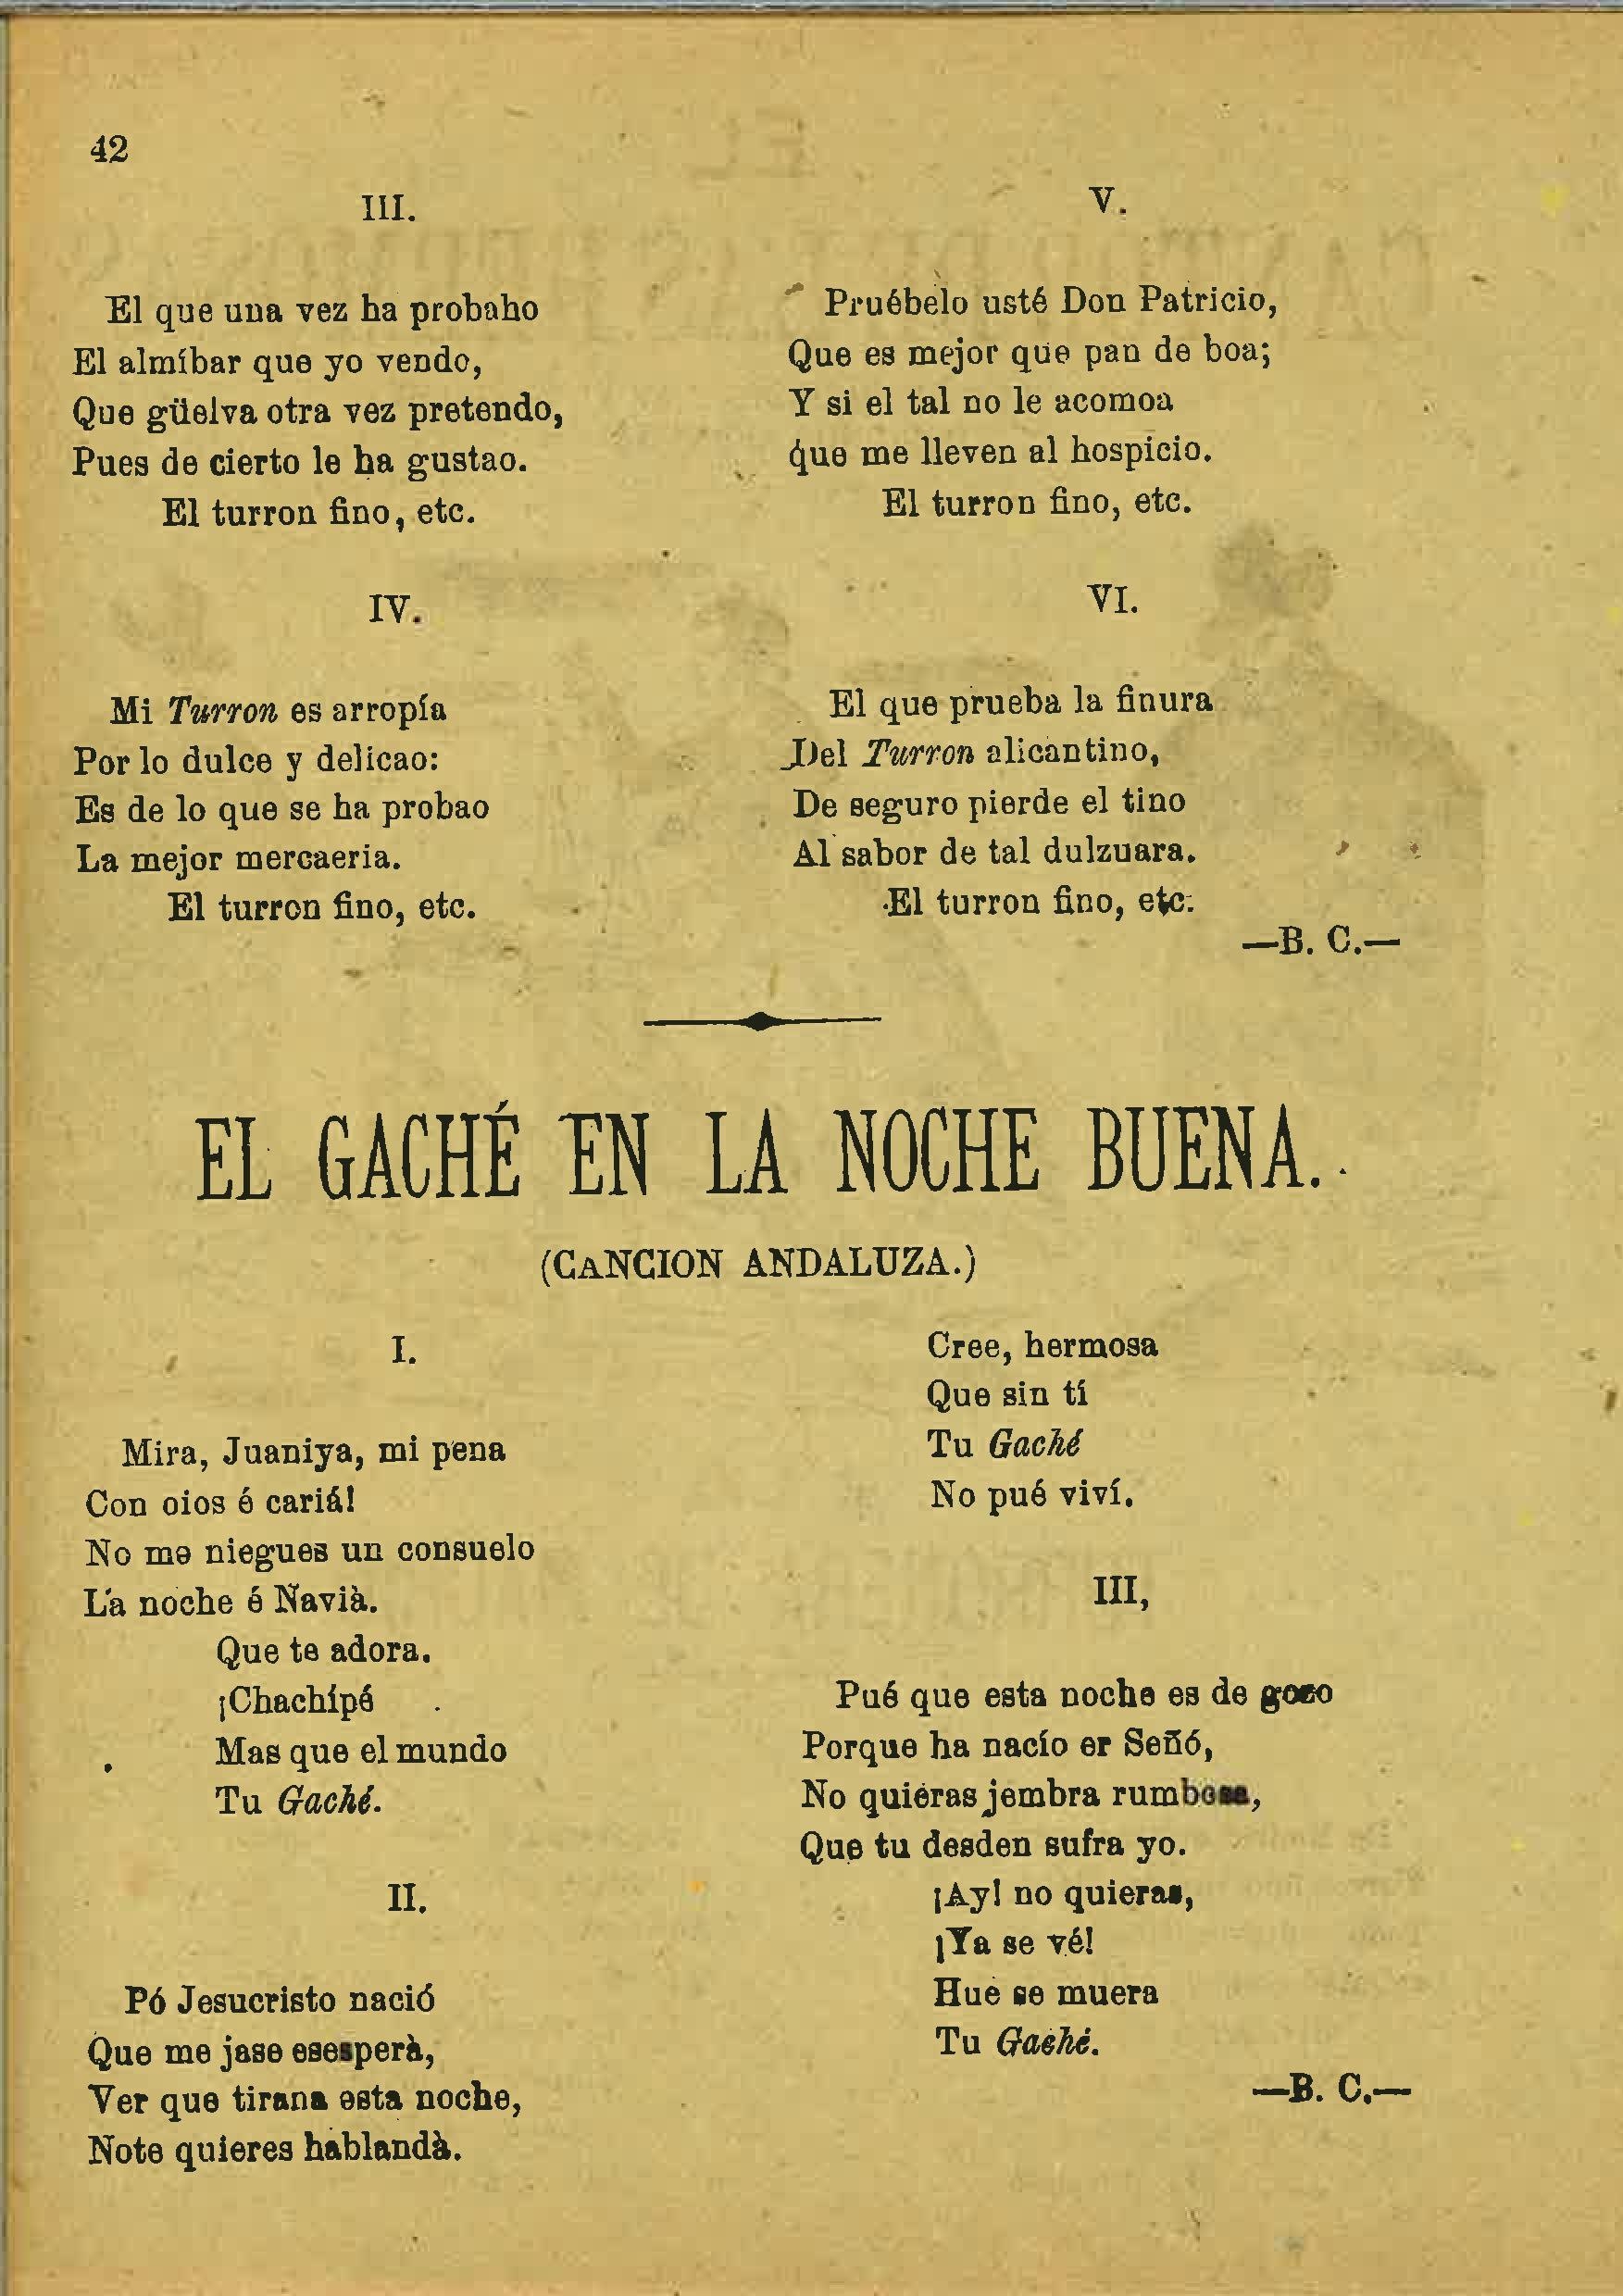 42
III.
El que una vez ha probaho
El almíbar que yo vendo,
Que güelva otra vez pretendo,
Pues de cierto le ha gustao.
El turron fino, etc.
IV.
Mi Turron es arropía
Por lo dulce y delicao:
Es de lo que se ha probao
La mejor mercaeria.
El turron fino, etc.
V.
Pruébelo usté Don Patricio,
Que es mejor que pan de boa;
Y si el tal no le acomoa
que me lleven al hospicio.
El turron fino, etc.
VI.
El que prueba la finura
Del Turron alicantino,
De seguro pierde el tino
Al sabor de tal dulzuara.
El turron fino, etc.
—B. C.—
EL GACHÉ EN LA NOCHE BUENA.
(CANCION ANDALUZA.)
I.
Mira, Juaniya, mi pena
Con oios é cariá!
No me niegues un consuelo
La noche é Navià.
Que te adora.
¡Chachipé
Mas que el mundo
Tu Gaché.
II.
Pó Jesucristo nació
Que me jase esesperà,
Ver que tirana esta noche,
Note quieres hablandà.
Cree, hermosa
Que sin tí
Tu Gaché
No pué viví.
III,
Pué que esta noche es de gozo
Porque ha nacío er Señó,
No quieras jembra rumbosa,
Que tu desden sufra yo.
¡Ay! no quieras,
¡Ya se vé!
Hue se muera
Tu Gaché.
—B. C.—